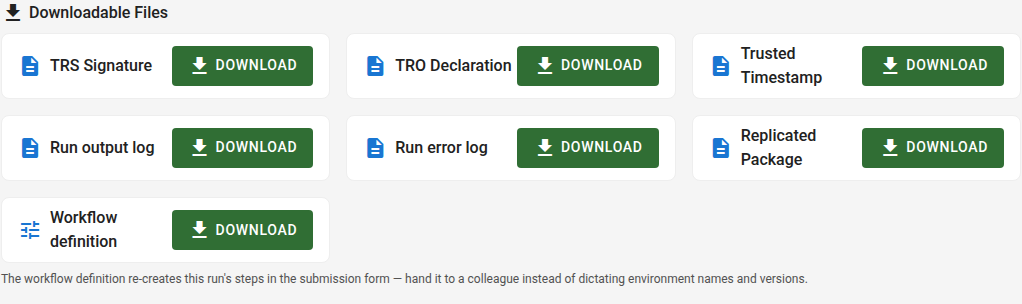 Downloadable Files
TRS Signature
DOWNLOAD
TRO Declaration
DOWNLOAD
Trusted
Timestamp
DOWNLOAD
Run output log
DOWNLOAD
Run error log
DOWNLOAD
Replicated
Package
DOWNLOAD
Workflow
definition
DOWNLOAD
The workflow definition re-creates this run's steps in the submission form — hand it to a colleague instead of dictating environment names and versions.